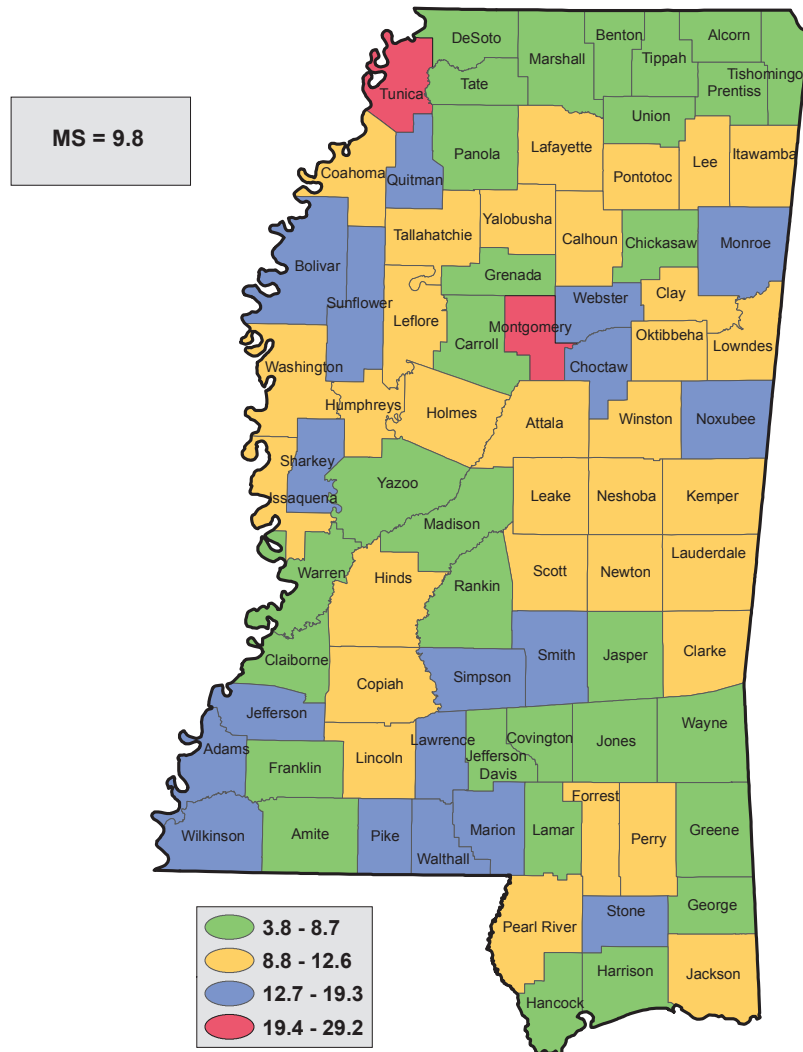 DeSoto
Marshall
Benton
Tippah
Alcorn
Tishomingo
Prentiss
Tunica
Tate
Union
MS = 9.8
Panola
Lafayette
Pontotoc
Lee
Itawamba
Coahoma
Quitman
Tallahatchie
Yalobusha
Calhoun
Chickasaw
Monroe
Bolivar
Sunflower
Grenada
Leflore
Carroll
Montgomery
Webster
Clay
Oktibbeha
Lowndes
Choctaw
Washington
Humphreys
Holmes
Attala
Winston
Noxubee
Sharkey
Issaquena
Yazoo
Leake
Neshoba
Kemper
Madison
Warren
Hinds
Rankin
Scott
Newton
Lauderdale
Claiborne
Copiah
Simpson
Smith
Jasper
Clarke
Jefferson
Adams
Franklin
Lincoln
Lawrence
Jefferson
Davis
Covington
Jones
Wayne
Wilkinson
Amite
Pike
Walthall
Marion
Lamar
Forrest
Perry
Greene
Pearl River
Stone
George
Hancock
Harrison
Jackson
3.8 - 8.7
8.8 - 12.6
12.7 - 19.3
19.4 - 29.2